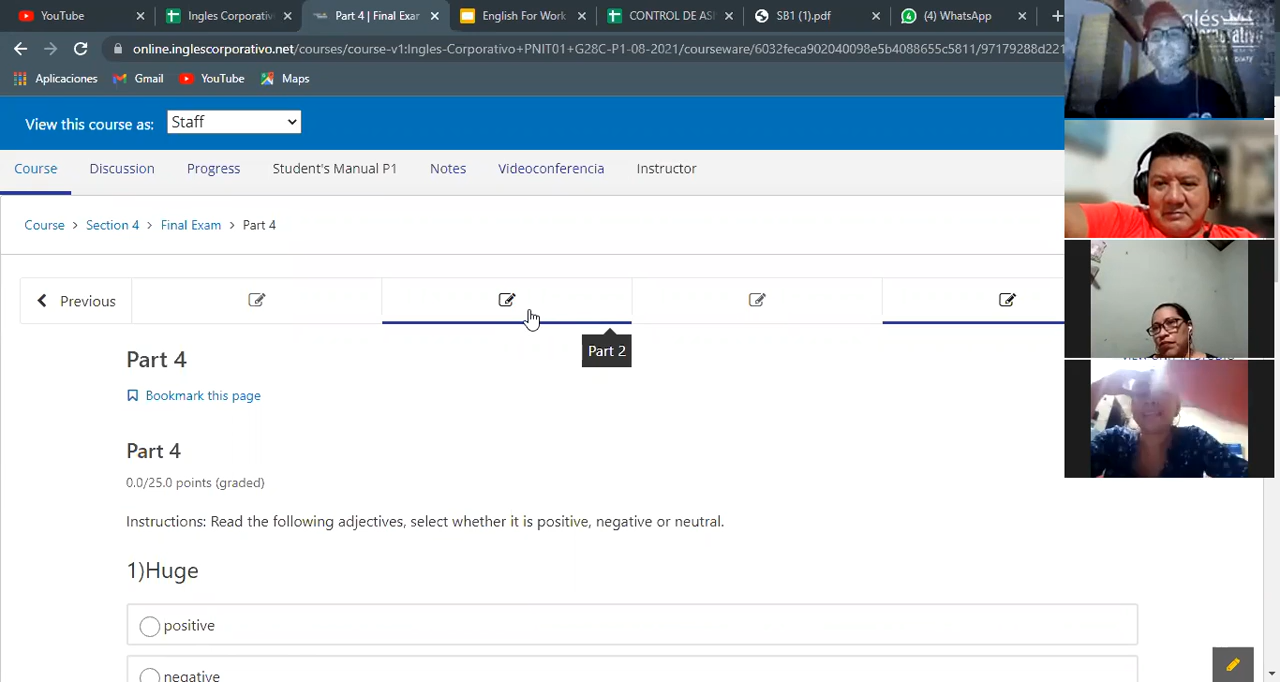 YouTube
Ingles Corporativ
Part 4 | Final Exar
English For Work
CONTROL DE ASI
SB1 (1).pdf
(4) WhatsApp
online.inglescorporativo.net/courses/course-v1:Ingles-Corporativo+PNIT01+G28C-P1-08-2021/courseware/6032feca902040098e5b4088655c5811/97179288d221
Aplicaciones
Gmail
YouTube
Maps
View this course as:
Staff
Course
Discussion
Progress
Student's Manual P1
Notes
Videoconferencia
Instructor
Course > Section 4 > Final Exam > Part 4
Previous
Part 2
Part 4
Bookmark this page
Part 4
0.0/25.0 points (graded)
Instructions: Read the following adjectives, select whether it is positive, negative or neutral.
1)Huge
positive
negative